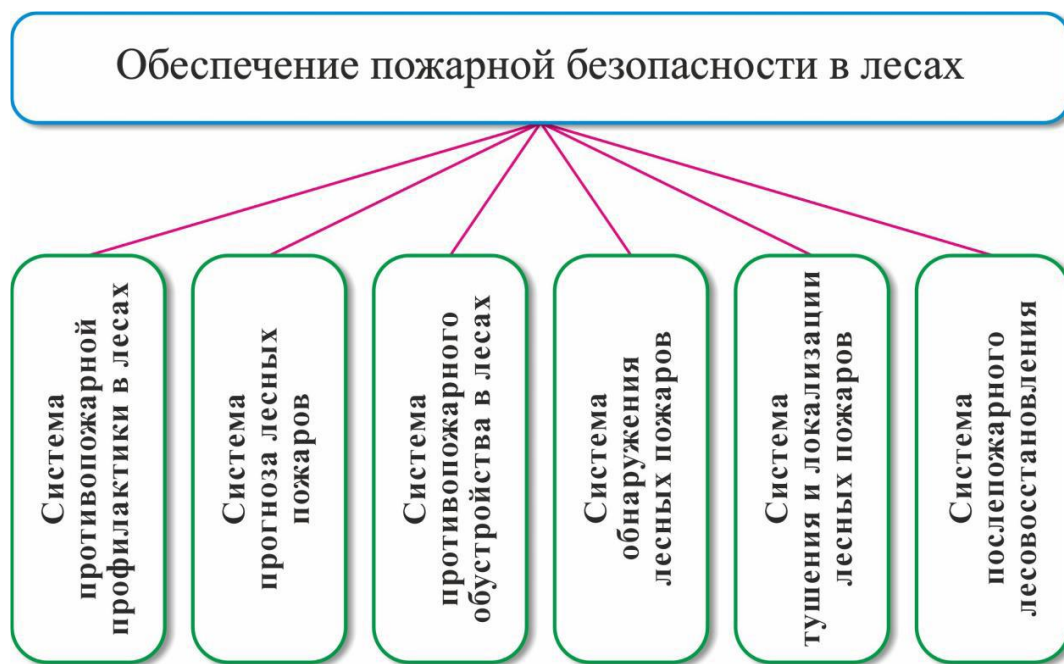 Обеспечение пожарной безопасности в лесах
Система
противопожарной
профилактики в лесах
Система
прогноза лесных
пожаров
Система
противопожарного
обустройства в лесах
Система
обнаружения
лесных пожаров
Система
тушения и локализации
лесных пожаров
Система
послепожарного
лесовосстановления